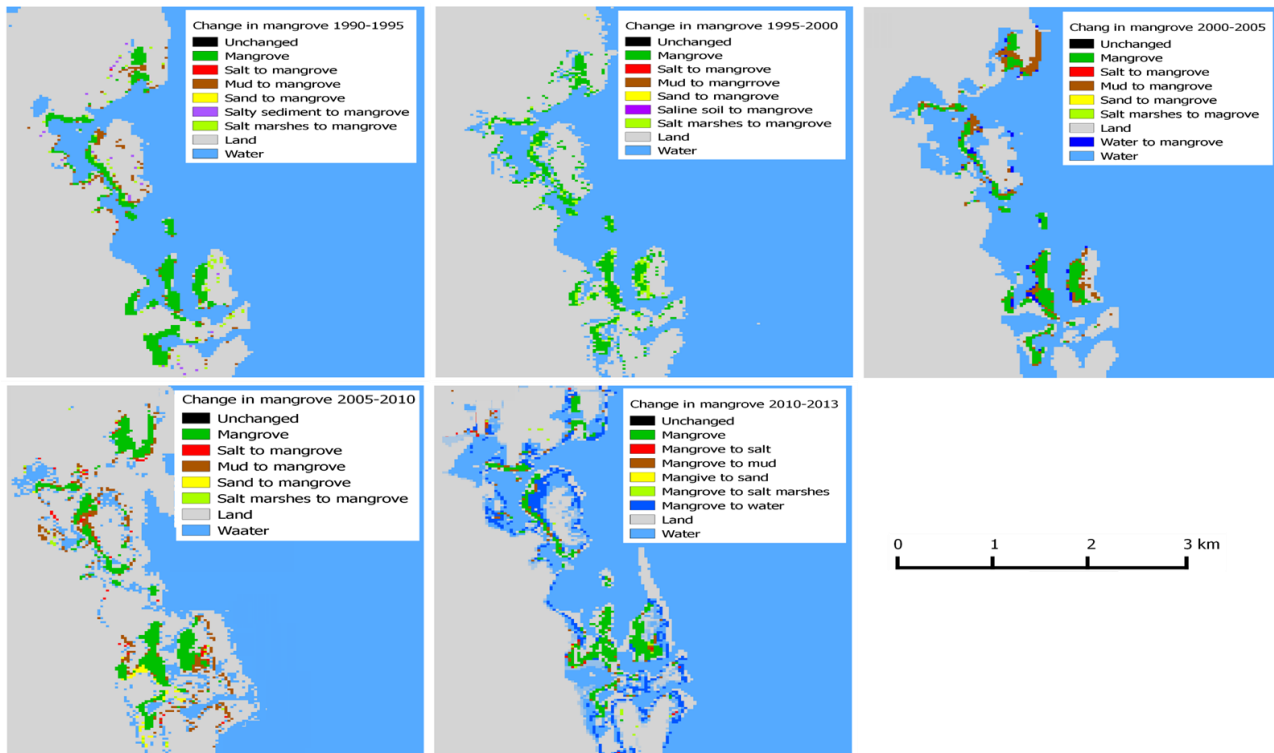 Change in mangrove 1990-1995
Unchanged
Mangrove
Salt to mangrove
Mud to mangrove
Sand to mangrove
Salty sediment to mangrove
Salt marshes to magrove
Land
Water
Change in mangrove 1995-2000
Unchanged
Mangrove
Salt to mangrove
Mud to mangrove
Sand to mangrove
Saline soil to mangrove
Salt marshes to mangrove
Land
Water
Chang in mangrove 2000-2005
Unchanged
Mangrove
Salt to mangrove
Mud to mangrove
Sand to mangrove
Salt marshes to magrove
Land
Water to mangrove
Water
Change in mangrove 2005-2010
Unchanged
Mangrove
Salt to mangrove
Mud to mangrove
Sand to mangrove
Salt marshes to mangrove
Land
Waater
Change in mangrove 2010-2013
Unchanged
Mangrove
Mangrove to salt
Mangrove to mud
Mangive to sand
Mangrove to salt marshes
Mangrove to water
Land
Water
0 1 2 3 km